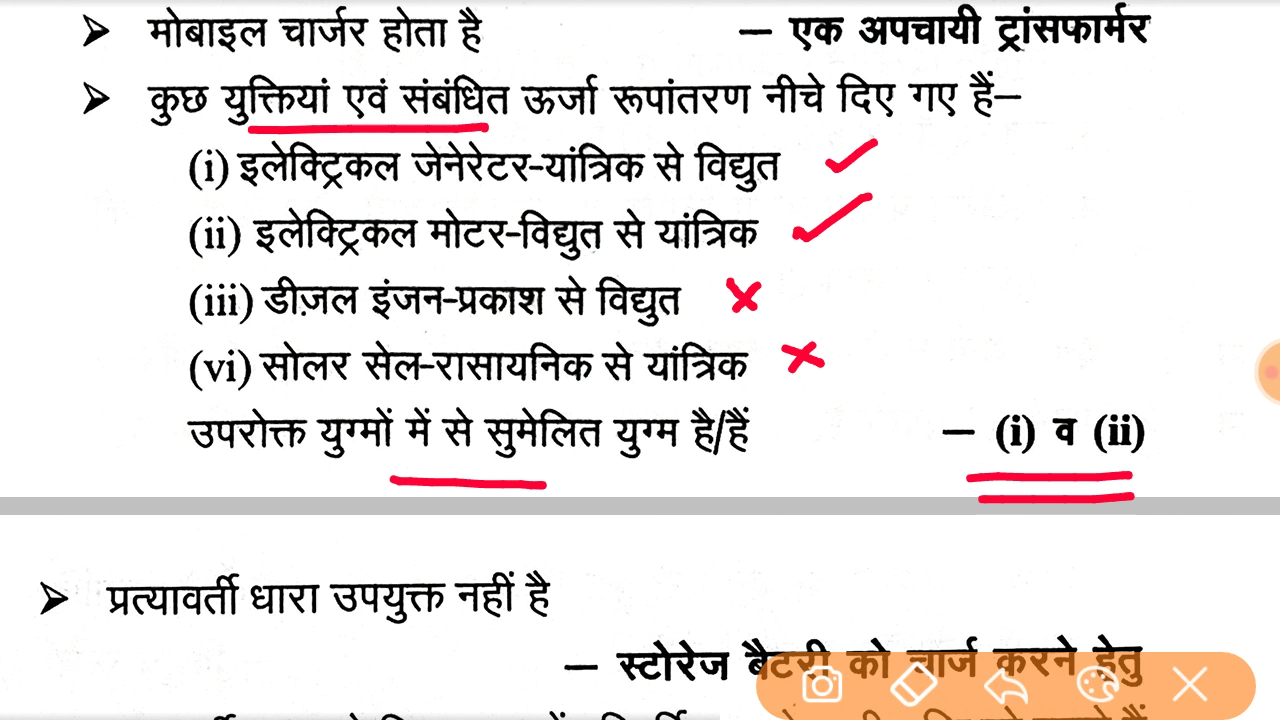 ➤ मोबाइल चार्जर होता है — एक अपचायी ट्रांसफार्मर
➤ कुछ युक्तियां एवं संबंधित ऊर्जा रूपांतरण नीचे दिए गए हैं–
(i) इलेक्ट्रिकल जेनेरेटर-यांत्रिक से विद्युत
(ii) इलेक्ट्रिकल मोटर-विद्युत से यांत्रिक
(iii) डीज़ल इंजन-प्रकाश से विद्युत
(vi) सोलर सेल-रासायनिक से यांत्रिक
उपरोक्त युग्मों में से सुमेलित युग्म है/हैं — (i) व (ii)
➤ प्रत्यावर्ती धारा उपयुक्त नहीं है
— स्टोरेज बैटरी को चार्ज करने हेतु